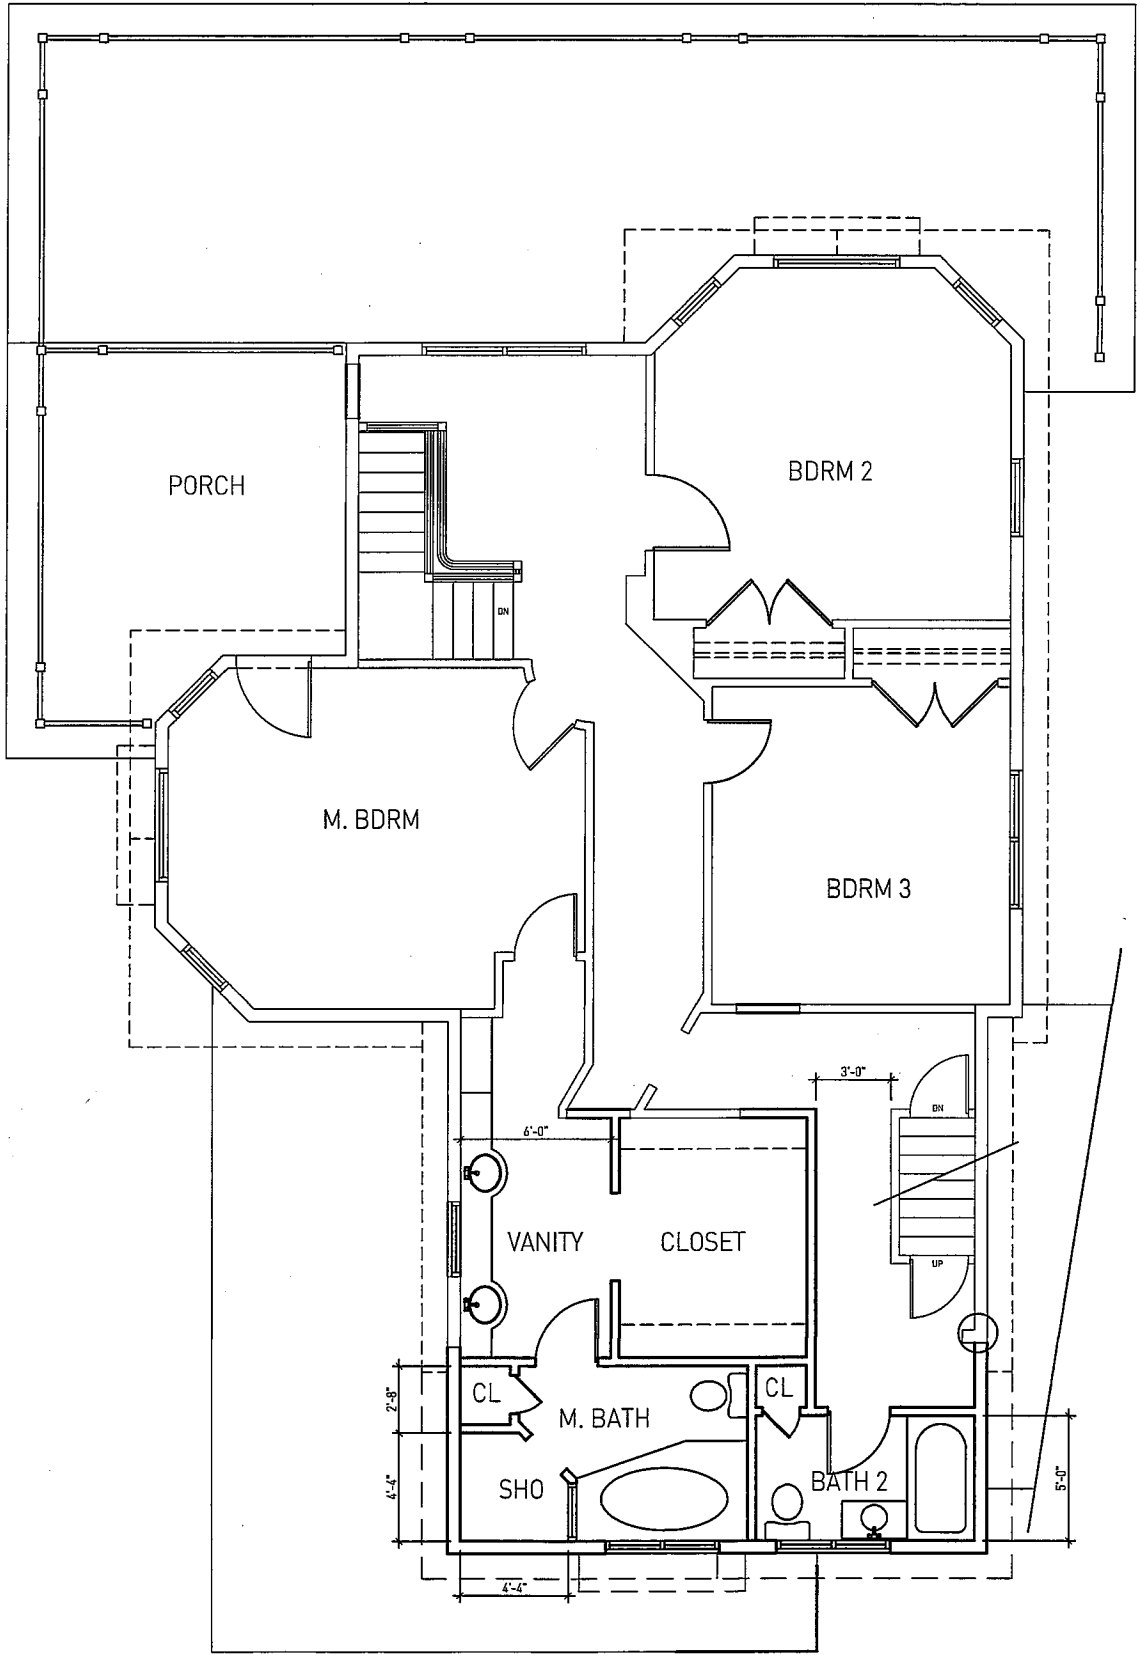 PORCH
BDRM 2
DN
M. BDRM
BDRM 3
3'-0"
DN
6'-0"
VANITY
CLOSET
UP
2'-8"
CL
CL
M. BATH
4'-4"
SHO
BATH 2
5'-0"
4'-4"